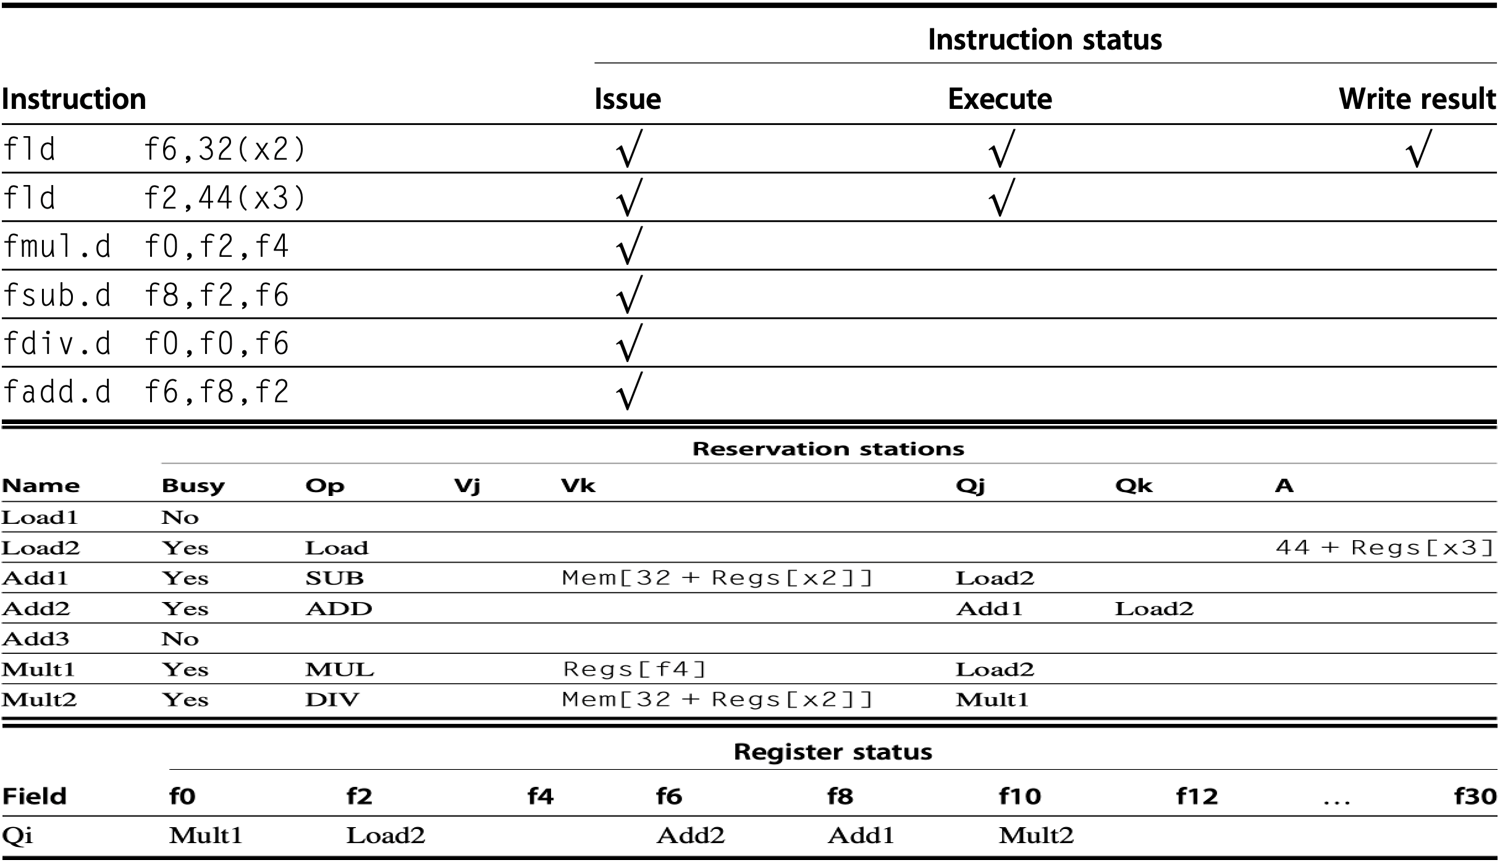 Instruction status
Instruction Issue Execute Write result
fld f6,32(x2) √ √ √
fld f2,44(x3) √ √
fmul.d f0,f2,f4 √
fsub.d f8,f2,f6 √
fdiv.d f0,f0,f6 √
fadd.d f6,f8,f2 √
Reservation stations
Name Busy Op Vj Vk Qj Qk A
Load1 No
Load2 Yes Load 44 + Regs[x3]
Add1 Yes SUB Mem[32 + Regs[x2]] Load2
Add2 Yes ADD Add1 Load2
Add3 No
Mult1 Yes MUL Regs[f4] Load2
Mult2 Yes DIV Mem[32 + Regs[x2]] Mult1
Register status
Field f0 f2 f4 f6 f8 f10 f12 … f30
Qi Mult1 Load2 Add2 Add1 Mult2